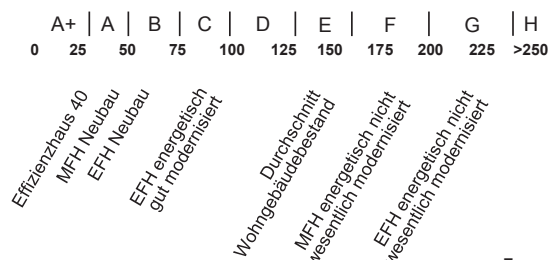 A+ | A | B | C | D | E | F | G | H
0 25 50 75 100 125 150 175 200 225 >250
Effizienzhaus 40
MFH Neubau
EFH Neubau
EFH energetisch
gut modernisiert
Durchschnitt
Wohngebäudebestand
MFH energetisch nicht
wesentlich modernisiert
EFH energetisch nicht
wesentlich modernisiert